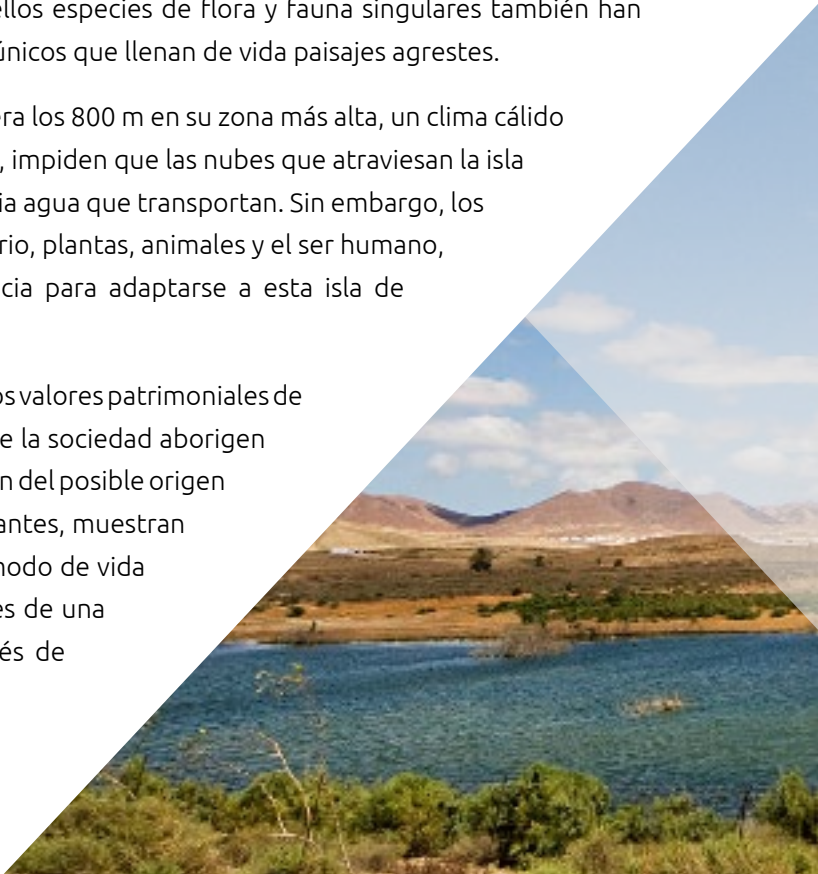 ellos especies de flora y fauna singulares también han
únicos que llenan de vida paisajes agrestes.
era los 800 m en su zona más alta, un clima cálido
, impiden que las nubes que atraviesan la isla
ia agua que transportan. Sin embargo, los
rio, plantas, animales y el ser humano,
cia para adaptarse a esta isla de
os valores patrimoniales de
e la sociedad aborigen
n del posible origen
antes, muestran
modo de vida
es de una
és de